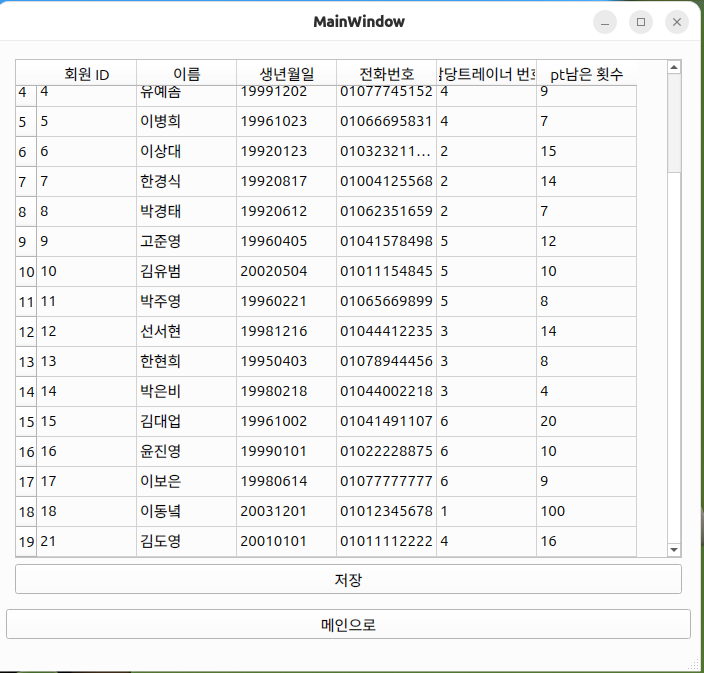 MainWindow
회원 ID 이름 생년월일 전화번호 당트레이너 번 pt남은 횟수
4 4 유예솜 19991202 01077745152 4 9
5 5 이병희 19961023 01066695831 4 7
6 6 이상대 19920123 010323211... 2 15
7 7 한경식 19920817 01004125568 2 14
8 8 박경태 19920612 01062351659 2 7
9 9 고준영 19960405 01041578498 5 12
10 10 김유범 20020504 01011154845 5 10
11 11 박주영 19960221 01065669899 5 8
12 12 선서현 19981216 01044412235 3 14
13 13 한현희 19950403 01078944456 3 8
14 14 박은비 19980218 01044002218 3 4
15 15 김대업 19961002 01041491107 6 20
16 16 윤진영 19990101 01022228875 6 10
17 17 이보은 19980614 01077777777 6 9
18 18 20031201 01012345678 1 100
19 21 김도영 20010101 01011112222 4 16
저장
메인으로